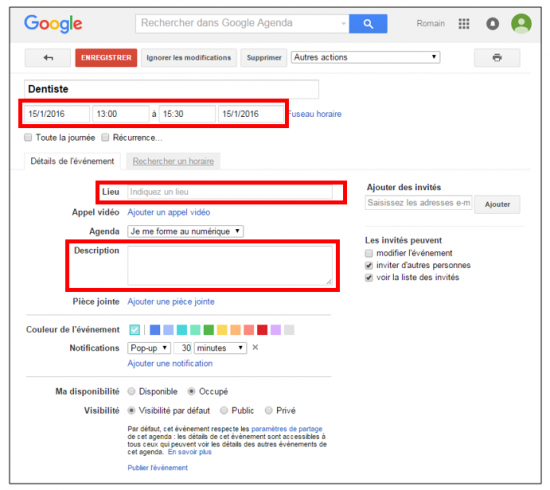 Google Rechercher dans Google Agenda Romain
ENREGISTRER Ignorer les modifications Supprimer Autres actions
Dentiste
15/1/2016 13:00 à 15:30 15/1/2016 Fuseau horaire
Toute la journée Récurrence...
Détails de l'événement Rechercher un horaire
Lieu Indiquez un lieu
Appel vidéo Ajouter un appel vidéo
Agenda Je me forme au numérique
Description
Pièce jointe Ajouter une pièce jointe
Couleur de l'événement
Notifications Pop-up 30 minutes ×
Ajouter une notification
Ma disponibilité Disponible Occupé
Visibilité Visibilité par défaut Public Privé
Par défaut, cet événement respecte les paramètres de partage
de cet agenda : les détails de cet événement sont accessibles à
tous ceux qui peuvent voir les détails des autres événements de
cet agenda. En savoir plus
Publier l'événement
Ajouter des invités
Saisissez les adresses e-m Ajouter
Les invités peuvent
modifier l'événement
inviter d'autres personnes
voir la liste des invités